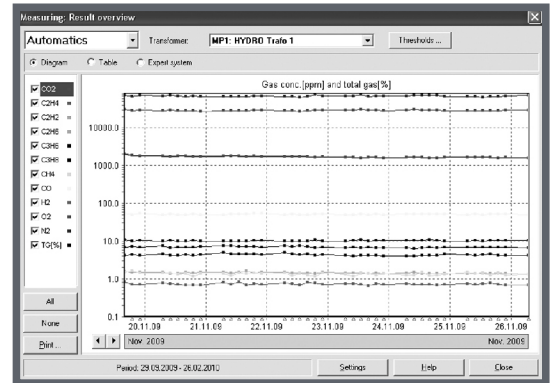 Measuring: Result overview
Automatics
Transformer:
MP1: HYDRO Trafo 1
Thresholds ...
Diagram
Table
Expert system
CO2
C2H4
C2H2
C2H6
C3H6
C3H8
CH4
CO
H2
O2
N2
TG[%]
All
None
Print ...
Gas conc.[ppm] and total gas[%]
10000.0
1000.0
100.0
10.0
1.0
0.1
20.11.09
21.11.09
22.11.09
23.11.09
24.11.09
25.11.09
26.11.09
Nov. 2009
Nov. 2009
Period: 29.09.2009 - 26.02.2010
Settings
Help
Close